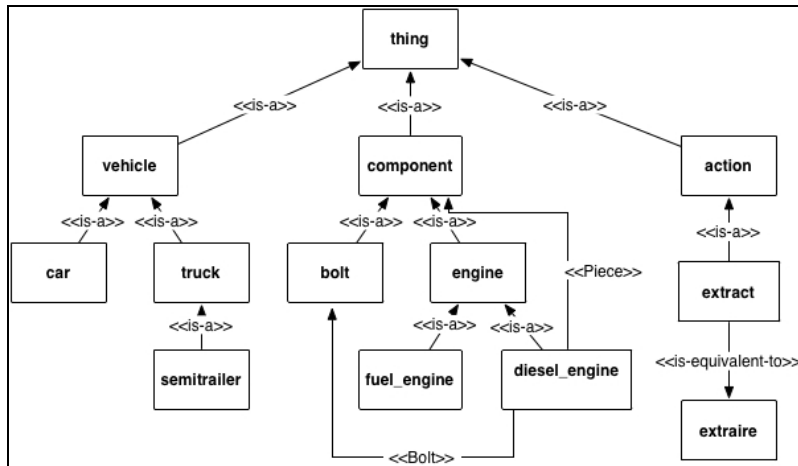 thing
<<is-a>> <<is-a>> <<is-a>>
vehicle component action
<<is-a>> <<is-a>> <<is-a>> <<is-a>> <<is-a>>
car truck bolt engine <<Piece>> extract
<<is-a>> <<is-a>> <<is-a>>
semitrailer fuel_engine diesel_engine <<is-equivalent-to>>
extraire
<<Bolt>>